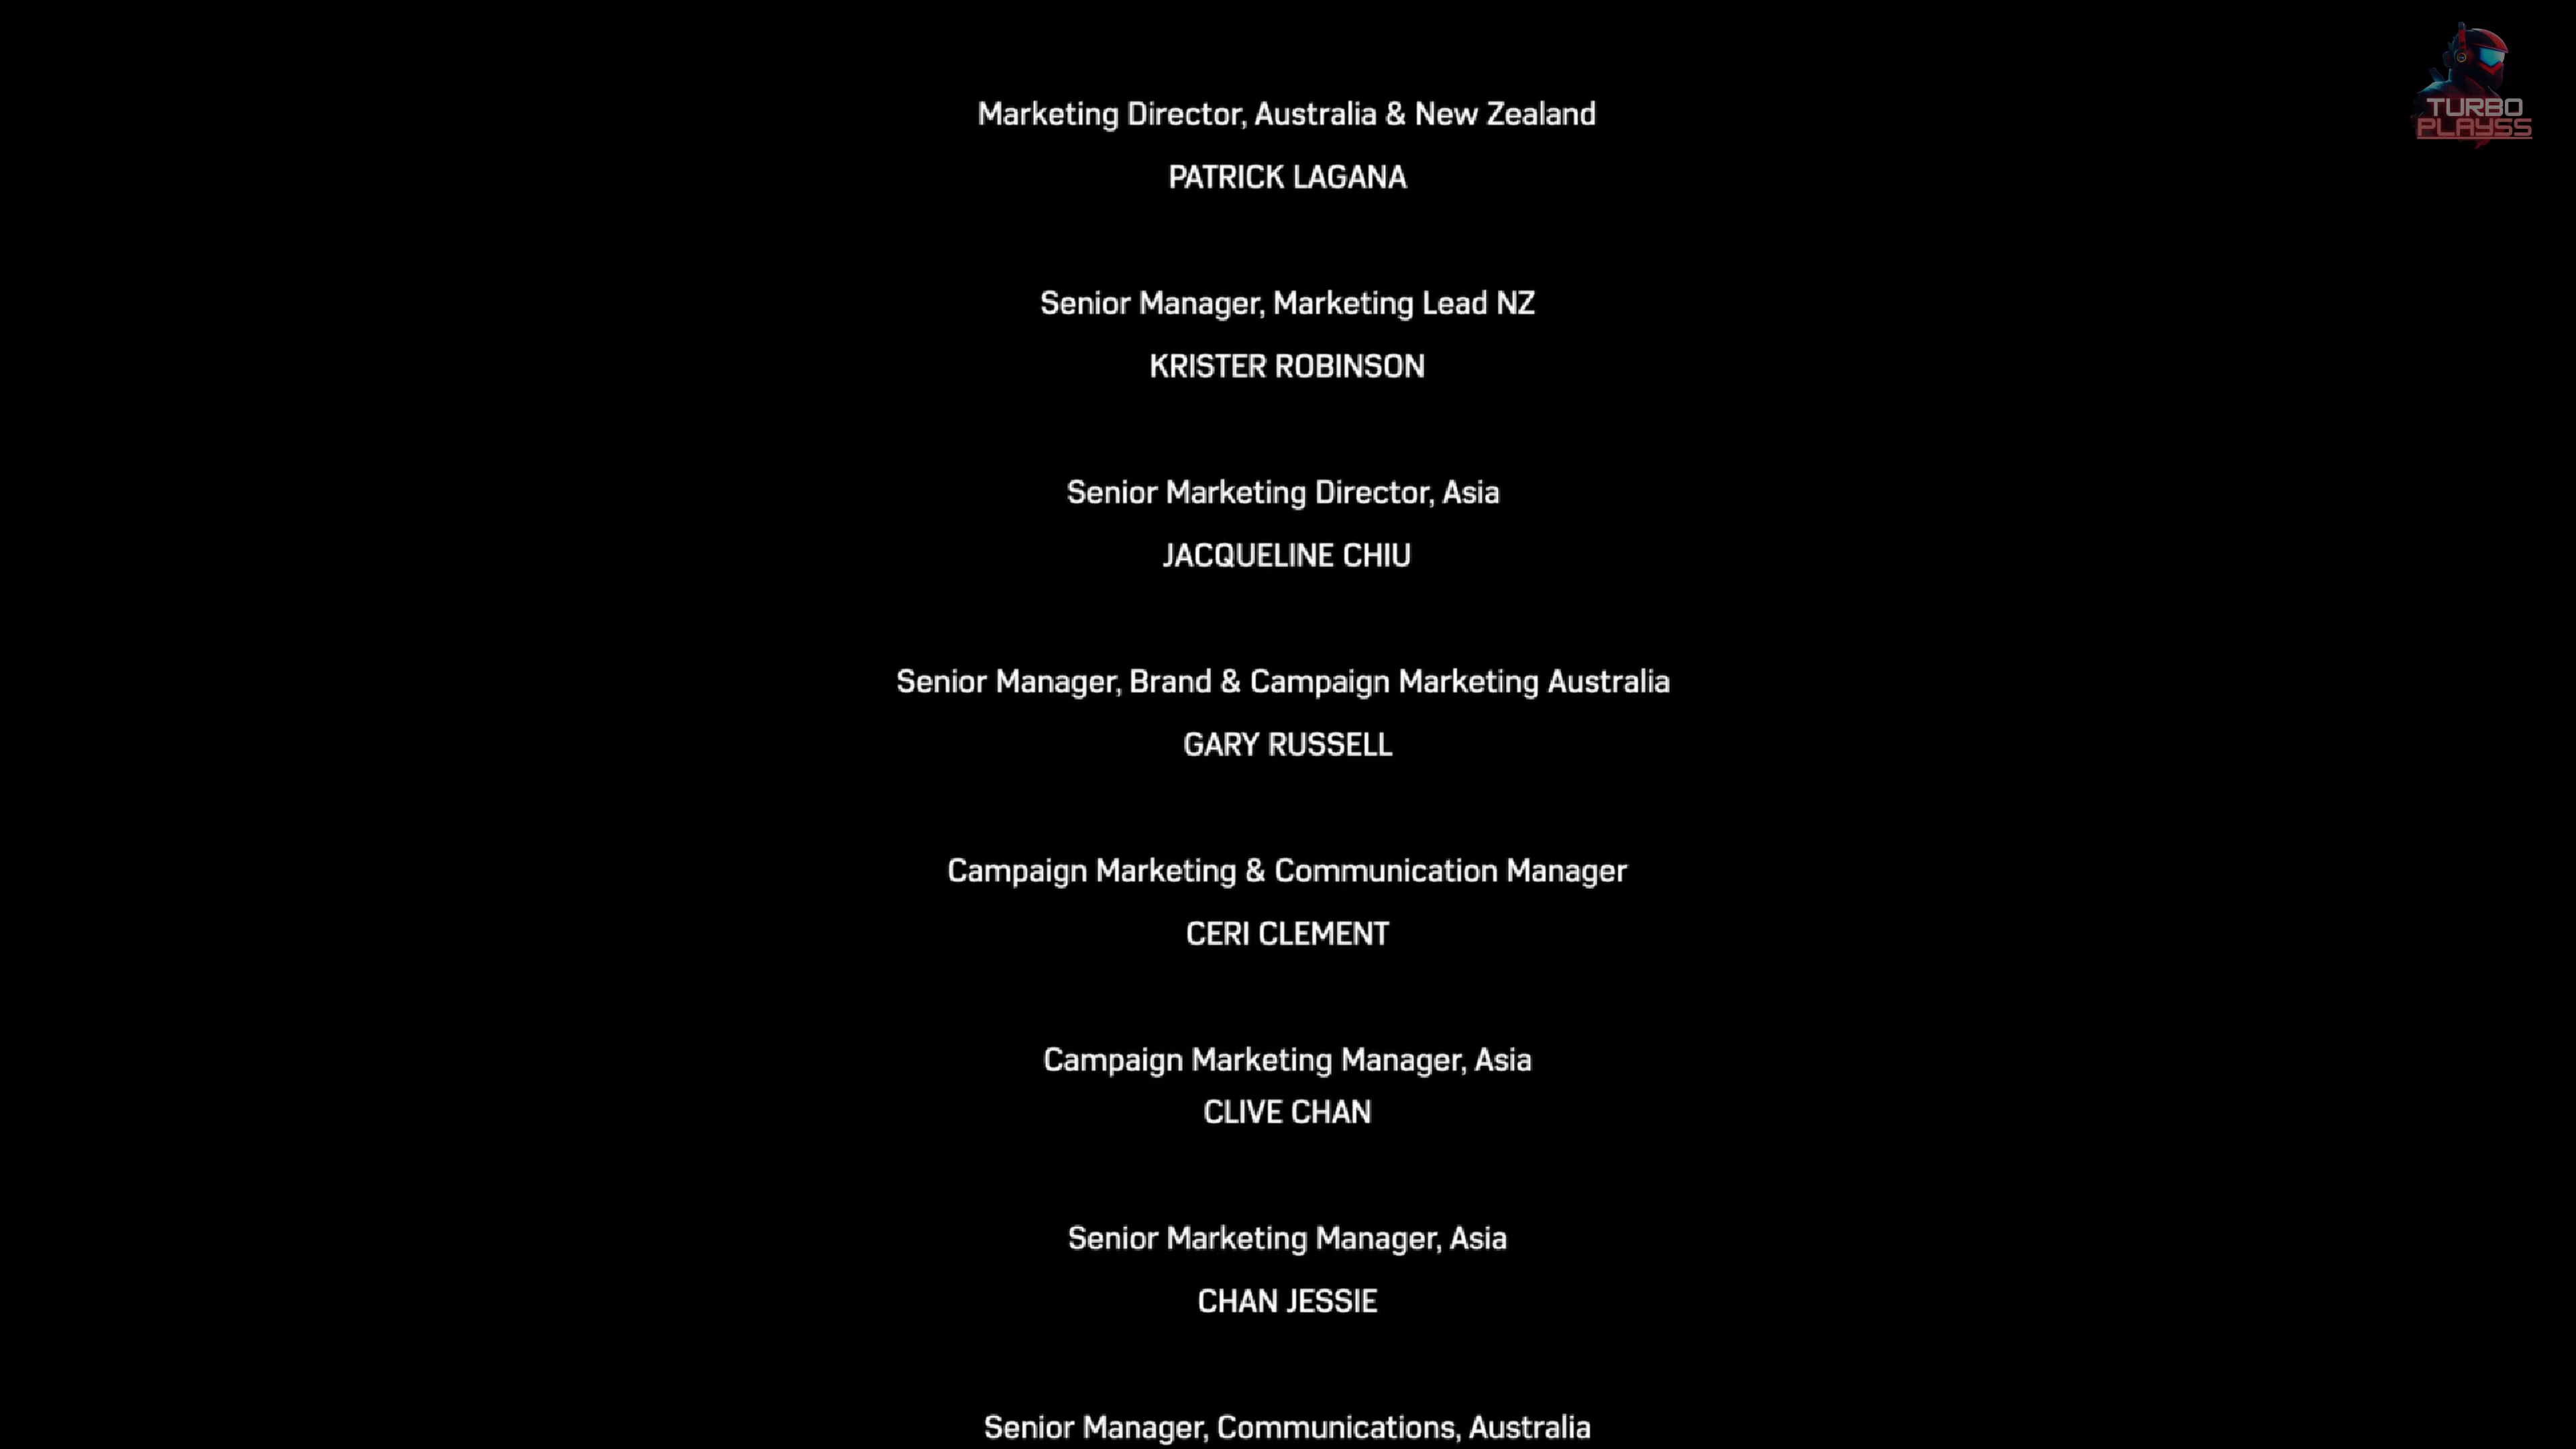 TURBO
PLAYSS
Marketing Director, Australia & New Zealand
PATRICK LAGANA
Senior Manager, Marketing Lead NZ
KRISTER ROBINSON
Senior Marketing Director, Asia
JACQUELINE CHIU
Senior Manager, Brand & Campaign Marketing Australia
GARY RUSSELL
Campaign Marketing & Communication Manager
CERI CLEMENT
Campaign Marketing Manager, Asia
CLIVE CHAN
Senior Marketing Manager, Asia
CHAN JESSIE
Senior Manager, Communications, Australia